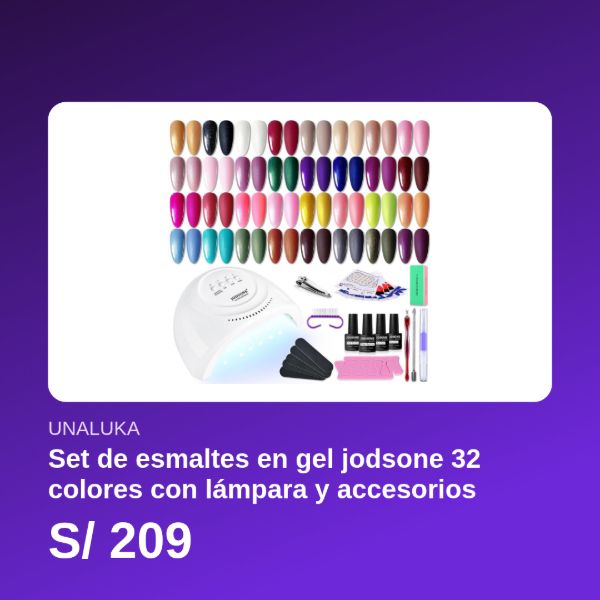 UNALUKA
Set de esmaltes en gel jodsone 32
colores con lámpara y accesorios
S/ 209